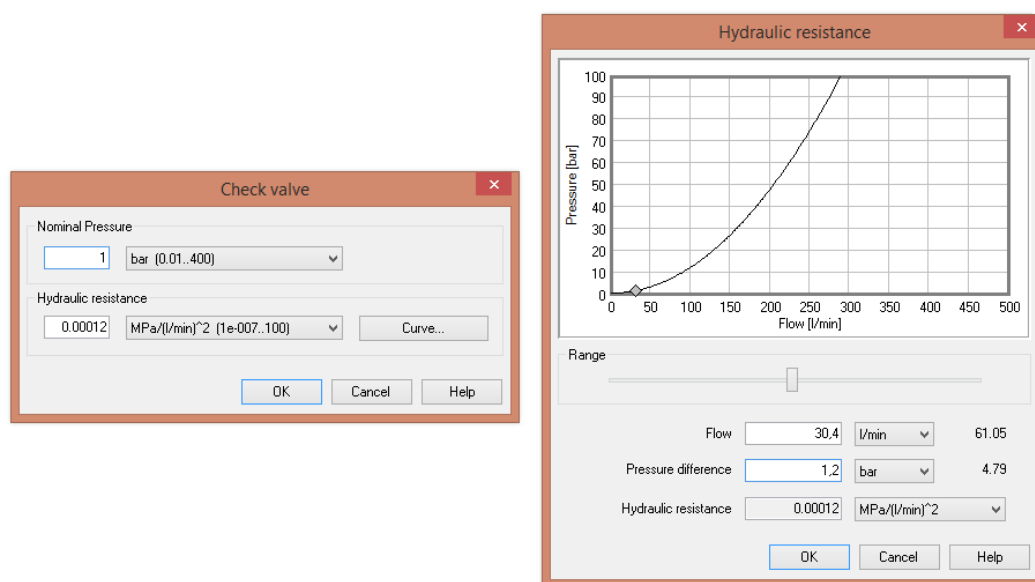 Check valve
Nominal Pressure
1 bar (0.01..400)
Hydraulic resistance
0.00012 MPa/(l/min)^2 (1e-007..100) Curve...
OK Cancel Help
Hydraulic resistance
Pressure [bar]
100
90
80
70
60
50
40
30
20
10
0
0 50 100 150 200 250 300 350 400 450 500
Flow [l/min]
Range
Flow 30,4 l/min 61.05
Pressure difference 1,2 bar 4.79
Hydraulic resistance 0.00012 MPa/(l/min)^2
OK Cancel Help